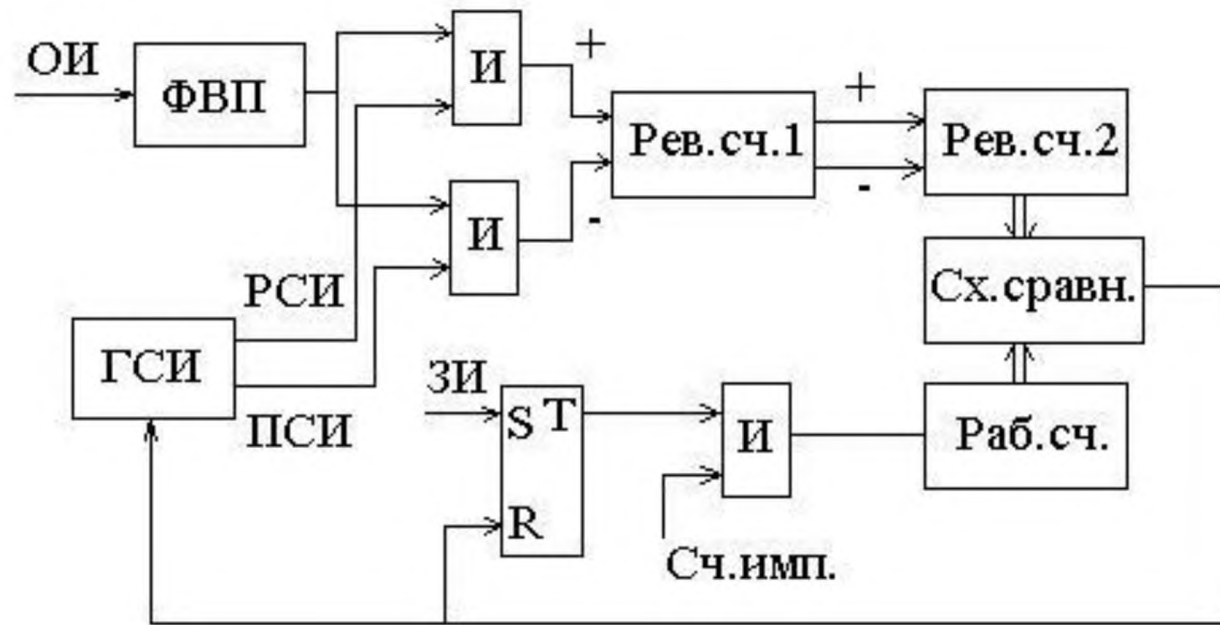 ОИ
ФВП
И
+
Рев.сч.1
+
-
Рев.сч.2
И
-
РСИ
Сх.сравн.
ГСИ
ПСИ
ЗИ
S T
R
И
Раб.сч.
Сч.имп.